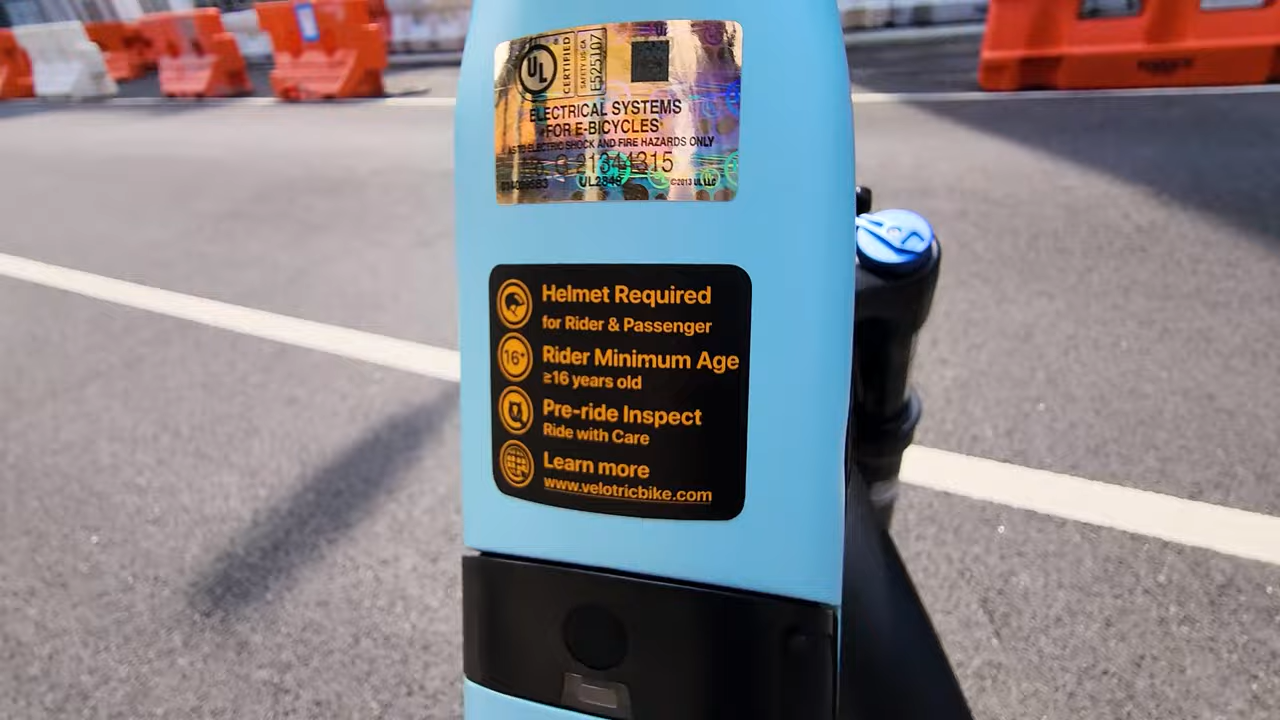 UL
CERTIFIED
SAFETY US-CA
E525107
ELECTRICAL SYSTEMS
FOR E-BICYCLES
AS TO ELECTRIC SHOCK AND FIRE HAZARDS ONLY
21344315
UL2849
©2013 UL LLC
Helmet Required
for Rider & Passenger
16+
Rider Minimum Age
≥16 years old
Pre-ride Inspect
Ride with Care
Learn more
www.velotricbike.com